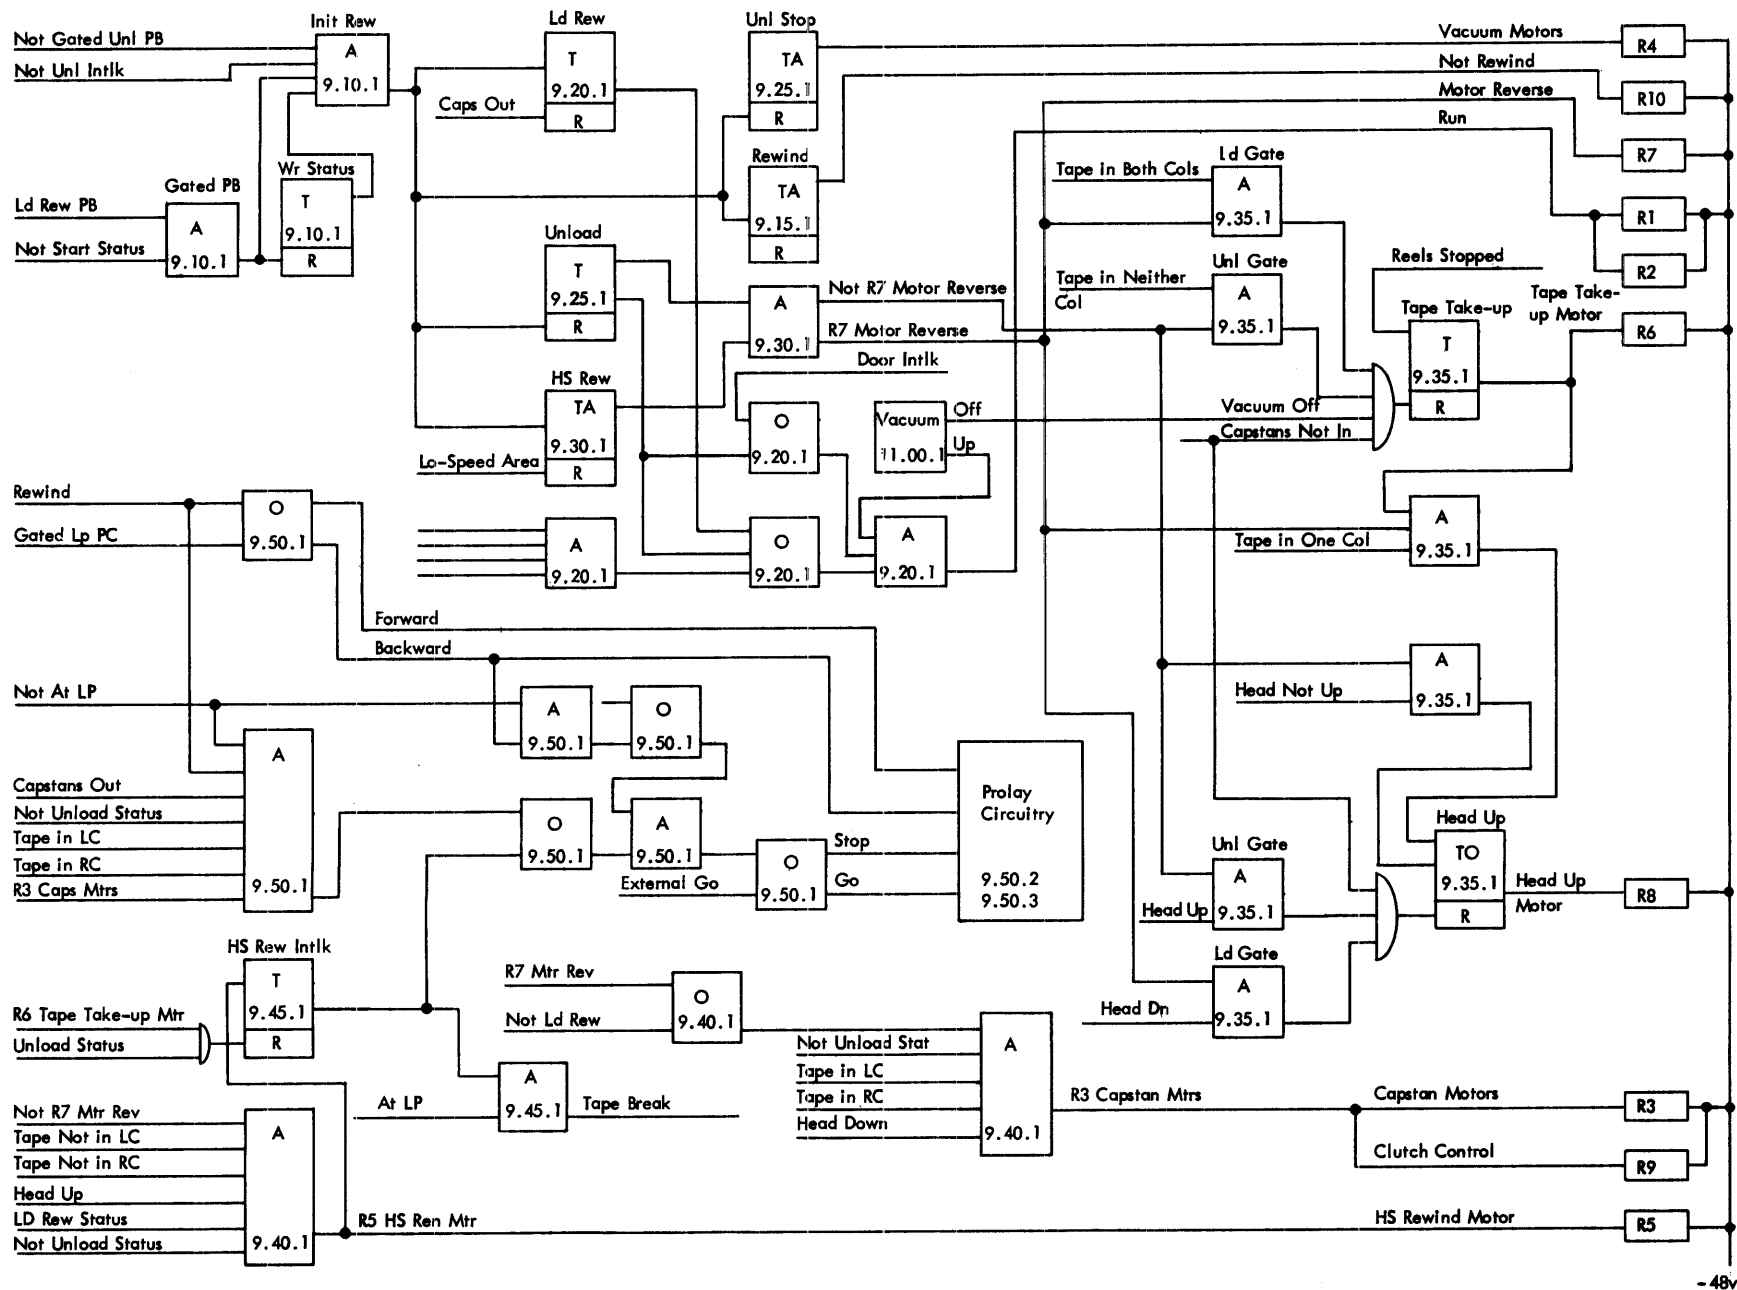 Init Rew
Ld Rew
Unl Stop
Not Gated Unl PB
A
9.10.1
T
9.20.1
R
TA
9.25.1
R
Vacuum Motors
R4
Not Unl Intlk
Not Rewind
R10
Caps Out
Motor Reverse
Run
R7
Rewind
TA
9.15.1
R
Ld Gate
Tape in Both Cols
A
9.35.1
Wr Status
T
9.10.1
R
Gated PB
Ld Rew PB
A
9.10.1
Not Start Status
R1
R2
Unload
T
9.25.1
R
Unl Gate
Tape in Neither
Col
A
9.35.1
Reels Stopped
Not R7 Motor Reverse
A
9.30.1
R7 Motor Reverse
Tape Take-up
Tape Take-
up Motor
R6
T
9.35.1
R
Door Intlk
HS Rew
TA
9.30.1
R
Lo-Speed Area
O
9.20.1
Vacuum
11.00.1
Off
Up
Vacuum Off
Capstans Not In
Rewind
Gated Lp PC
O
9.50.1
A
9.20.1
O
9.20.1
A
9.20.1
A
9.35.1
Tape in One Col
Forward
Backward
A
9.35.1
Head Not Up
Not At LP
A
9.50.1
O
9.50.1
A
9.50.1
Capstans Out
Not Unload Status
Tape in LC
Tape in RC
R3 Caps Mtrs
O
9.50.1
A
9.50.1
External Go
O
9.50.1
Stop
Go
Prolay
Circuitry
9.50.2
9.50.3
Head Up
TO
9.35.1
R
Head Up
Motor
R8
Unl Gate
A
9.35.1
Head Up
HS Rew Intlk
T
9.45.1
R
R6 Tape Take-up Mtr
Unload Status
R7 Mtr Rev
Not Ld Rew
O
9.40.1
Ld Gate
A
9.35.1
Head Dn
Not Unload Stat
Tape in LC
Tape in RC
Head Down
A
9.40.1
At LP
A
9.45.1
Tape Break
R3 Capstan Mtrs
Capstan Motors
R3
Clutch Control
R9
Not R7 Mtr Rev
Tape Not in LC
Tape Not in RC
Head Up
LD Rew Status
Not Unload Status
A
9.40.1
R5 HS Ren Mtr
HS Rewind Motor
R5
-48v